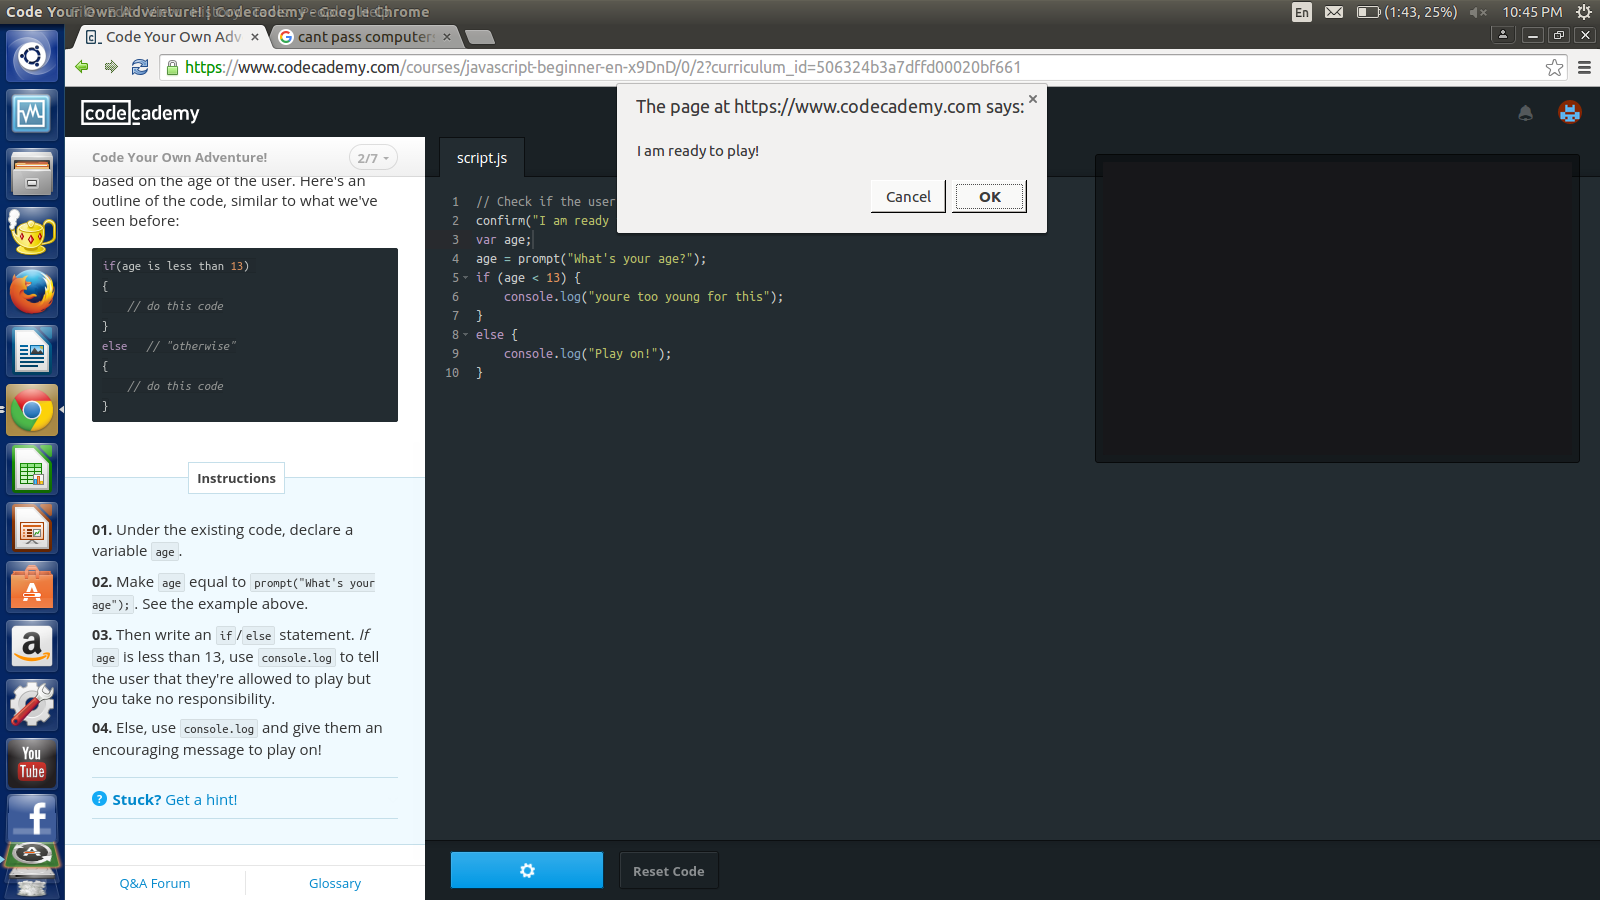 Code Your Own Adventure! | Codecademy - Google Chrome
En
(1:43, 25%)
10:45 PM
C_ Code Your Own Adv ×
G cant pass computer ×
https://www.codecademy.com/courses/javascript-beginner-en-x9DnD/0/2?curriculum_id=506324b3a7dffd00020bf661
codecademy
The page at https://www.codecademy.com says: ×
I am ready to play!
Cancel
OK
Code Your Own Adventure!
2/7
based on the age of the user. Here's an
outline of the code, similar to what we've
seen before:
if(age is less than 13)
{
// do this code
}
else // "otherwise"
{
// do this code
}
Instructions
01. Under the existing code, declare a
variable age.
02. Make age equal to prompt("What's your
age");. See the example above.
03. Then write an if/else statement. If
age is less than 13, use console.log to tell
the user that they're allowed to play but
you take no responsibility.
04. Else, use console.log and give them an
encouraging message to play on!
? Stuck? Get a hint!
Q&A Forum
Glossary
script.js
1 // Check if the user
2 confirm("I am ready
3 var age;
4 age = prompt("What's your age?");
5 if (age < 13) {
6 console.log("youre too young for this");
7 }
8 else {
9 console.log("Play on!");
10 }
Reset Code
a
You
Tube
f